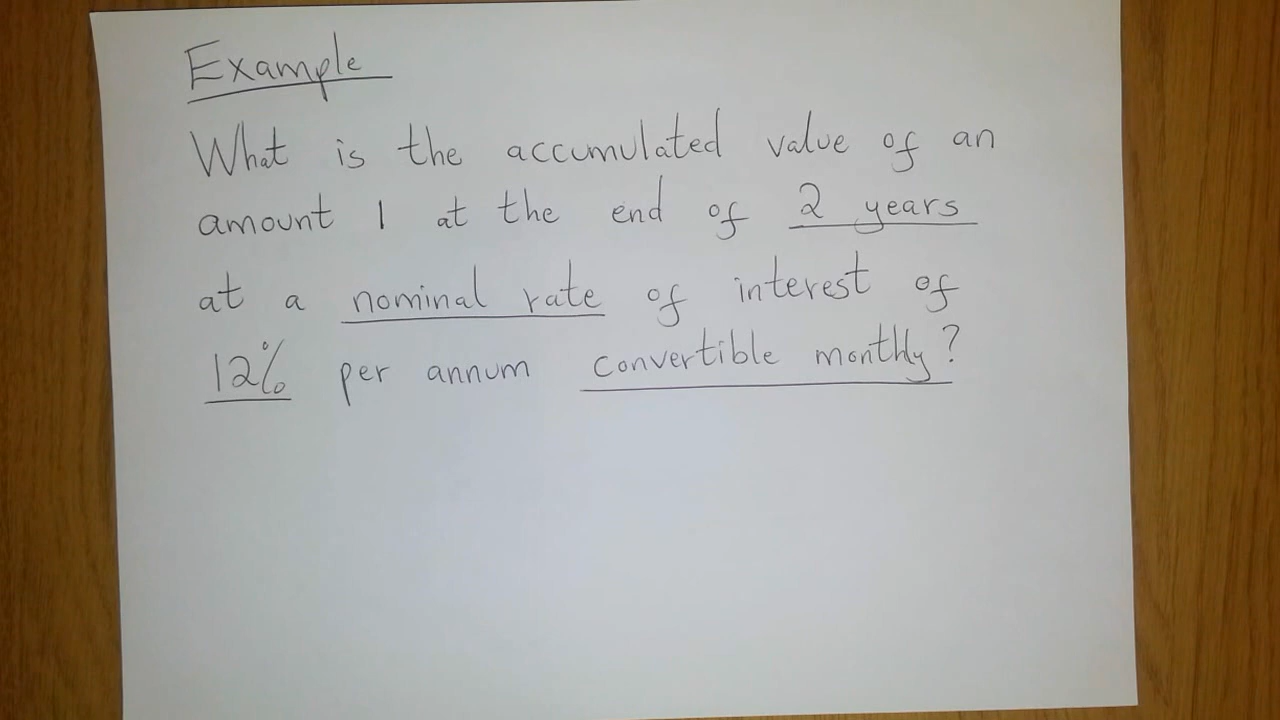 Example
What is the accumulated value of an
amount 1 at the end of 2 years
at a nominal rate of interest of
12% per annum convertible monthly?